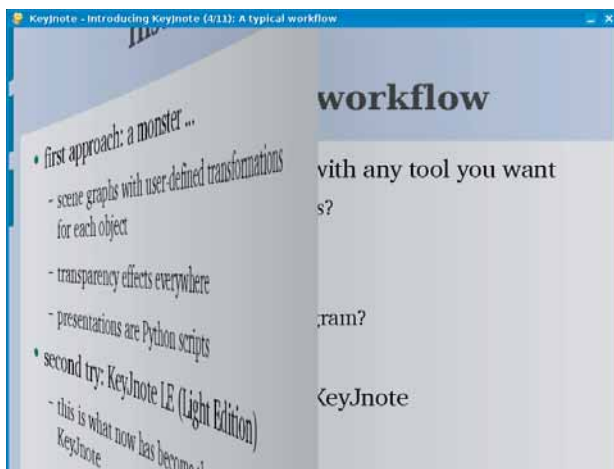 KeyJnote - Introducing KeyJnote (4/11): A typical workflow
workflow
with any tool you want
KeyJnote
• first approach: a monster ...
– scene graphs with user-defined transformations
for each object
– transparency effects everywhere
– presentations are Python scripts
• second try: KeyJnote LE (Light Edition)
– this is what now has
KeyJnote